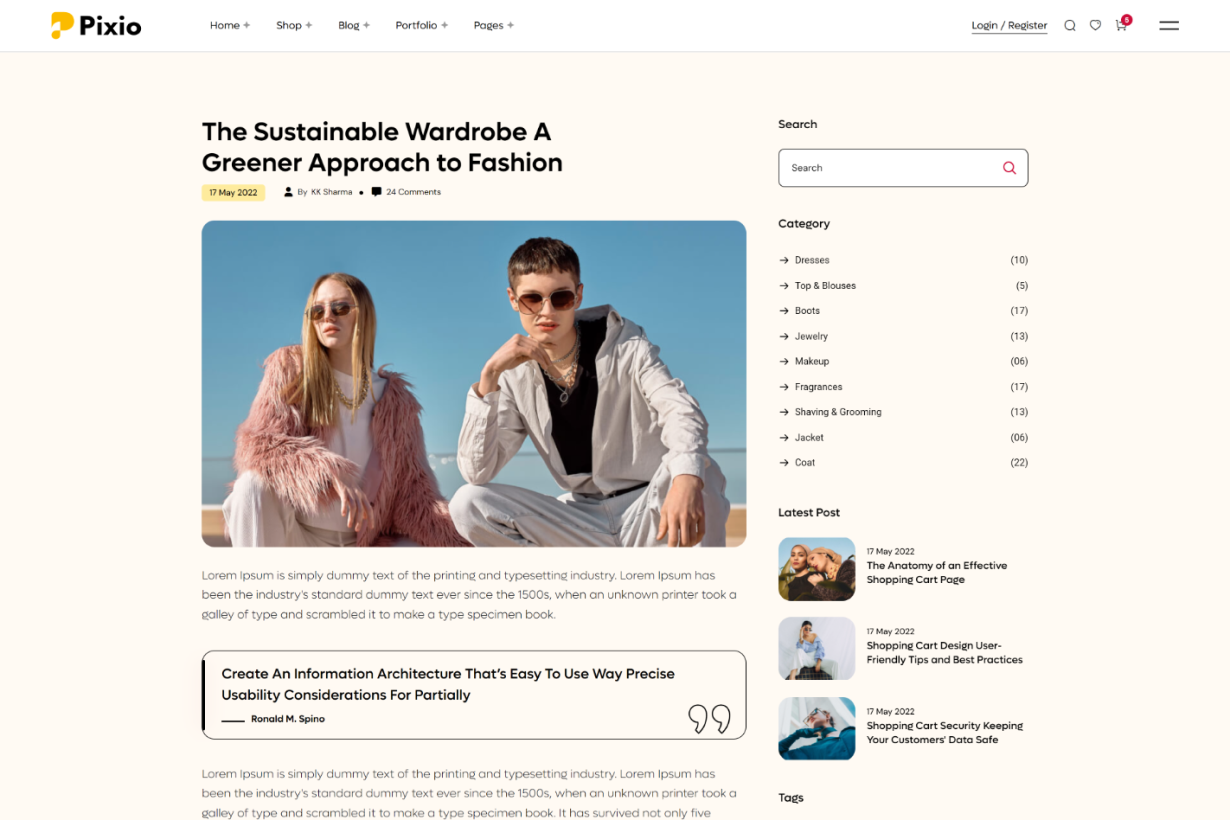 Pixio
Home + Shop + Blog + Portfolio + Pages +
Login / Register
5
The Sustainable Wardrobe A
Greener Approach to Fashion
17 May 2022
By KK Sharma
24 Comments
Lorem Ipsum is simply dummy text of the printing and typesetting industry. Lorem Ipsum has
been the industry's standard dummy text ever since the 1500s, when an unknown printer took a
galley of type and scrambled it to make a type specimen book.
Create An Information Architecture That's Easy To Use Way Precise
Usability Considerations For Partially
Ronald M. Spino
Lorem Ipsum is simply dummy text of the printing and typesetting industry. Lorem Ipsum has
been the industry's standard dummy text ever since the 1500s, when an unknown printer took a
galley of type and scrambled it to make a type specimen book. It has survived not only five
Search
Search
Category
Dresses (10)
Top & Blouses (5)
Boots (17)
Jewelry (13)
Makeup (06)
Fragrances (17)
Shaving & Grooming (13)
Jacket (06)
Coat (22)
Latest Post
17 May 2022
The Anatomy of an Effective
Shopping Cart Page
17 May 2022
Shopping Cart Design User-
Friendly Tips and Best Practices
17 May 2022
Shopping Cart Security Keeping
Your Customers' Data Safe
Tags